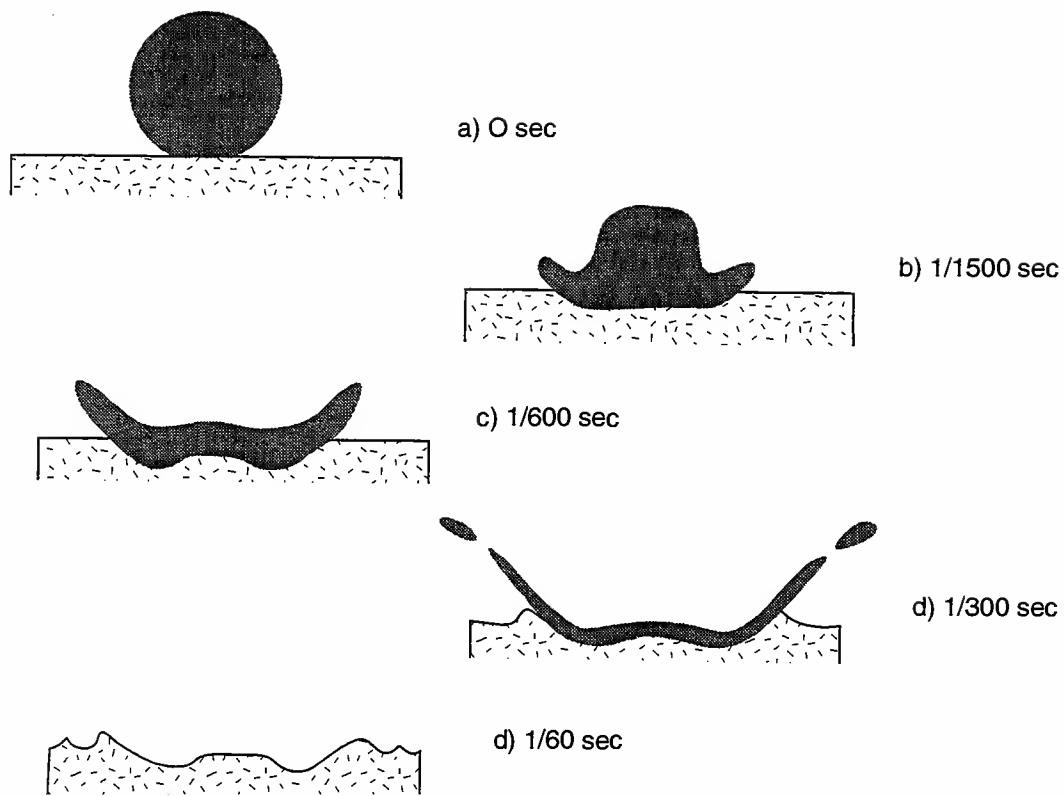 a) O sec
b) 1/1500 sec
c) 1/600 sec
d) 1/300 sec
d) 1/60 sec